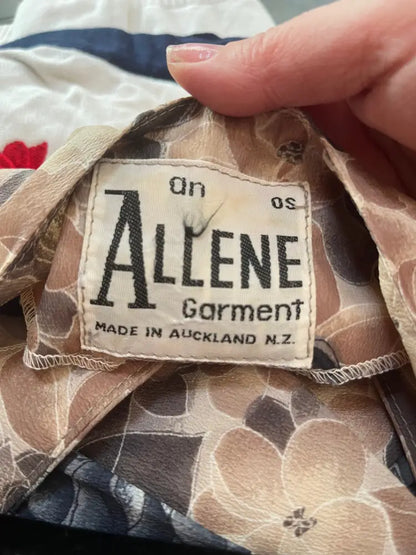 an os
ALLENE
Garment
MADE IN AUCKLAND N.Z.